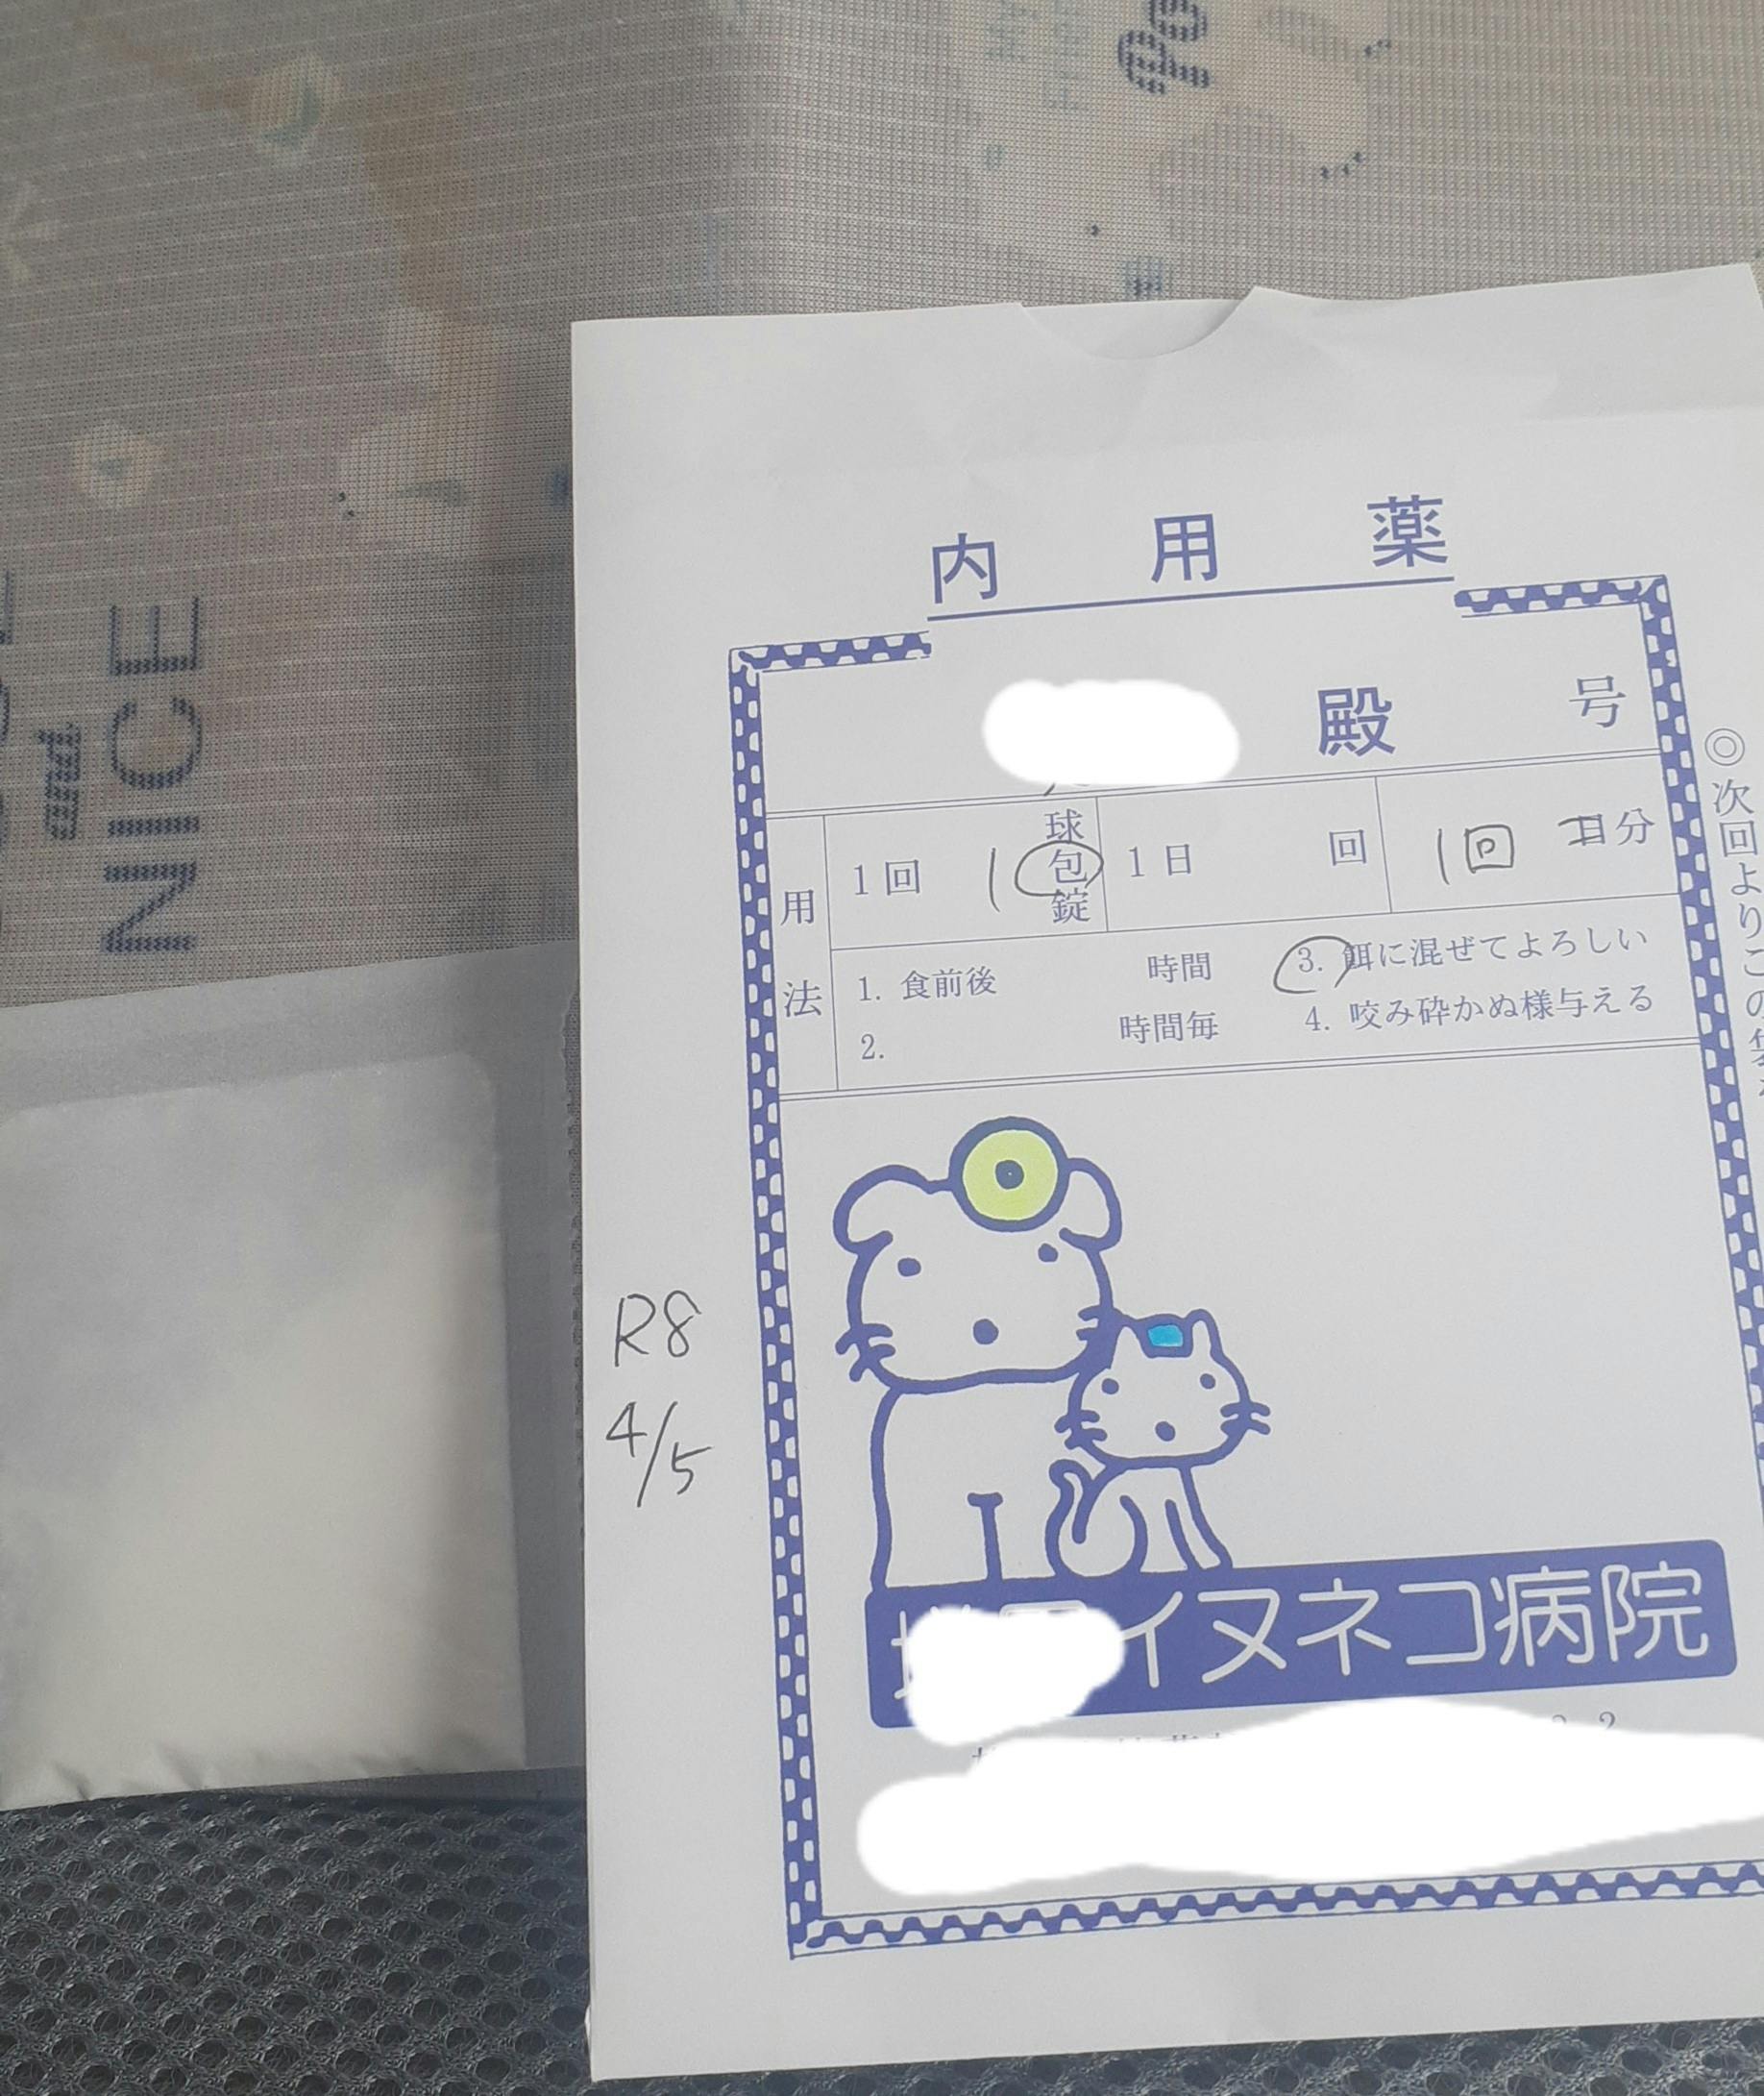 po
and
NICE
内用薬
殿 号
用法
1回 1 球 包 錠 1日 回 1回 日分
1. 食前後 時間 3. 餌に混ぜてよろしい
2. 時間毎 4. 咬み砕かぬ様与える
◎次回よりこの
R8
4/5
イヌネコ病院